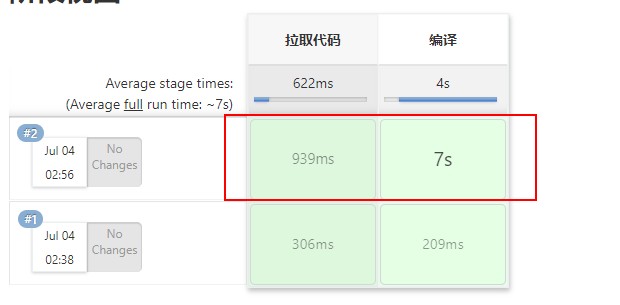 拉取代码
编译
Average stage times:
622ms
4s
(Average full run time: ~7s)
#2
Jul 04
02:56
No
Changes
939ms
7s
#1
Jul 04
02:38
No
Changes
306ms
209ms